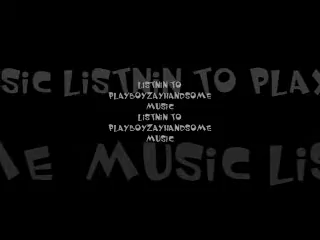 SIC LISTNIN TO PLAY
LISTNIN TO
PLAYBOYZAYHANDSOME
MUSIC
LISTNIN TO
PLAYBOYZAYHANDSOME
MUSIC
ME MUSIC LIS